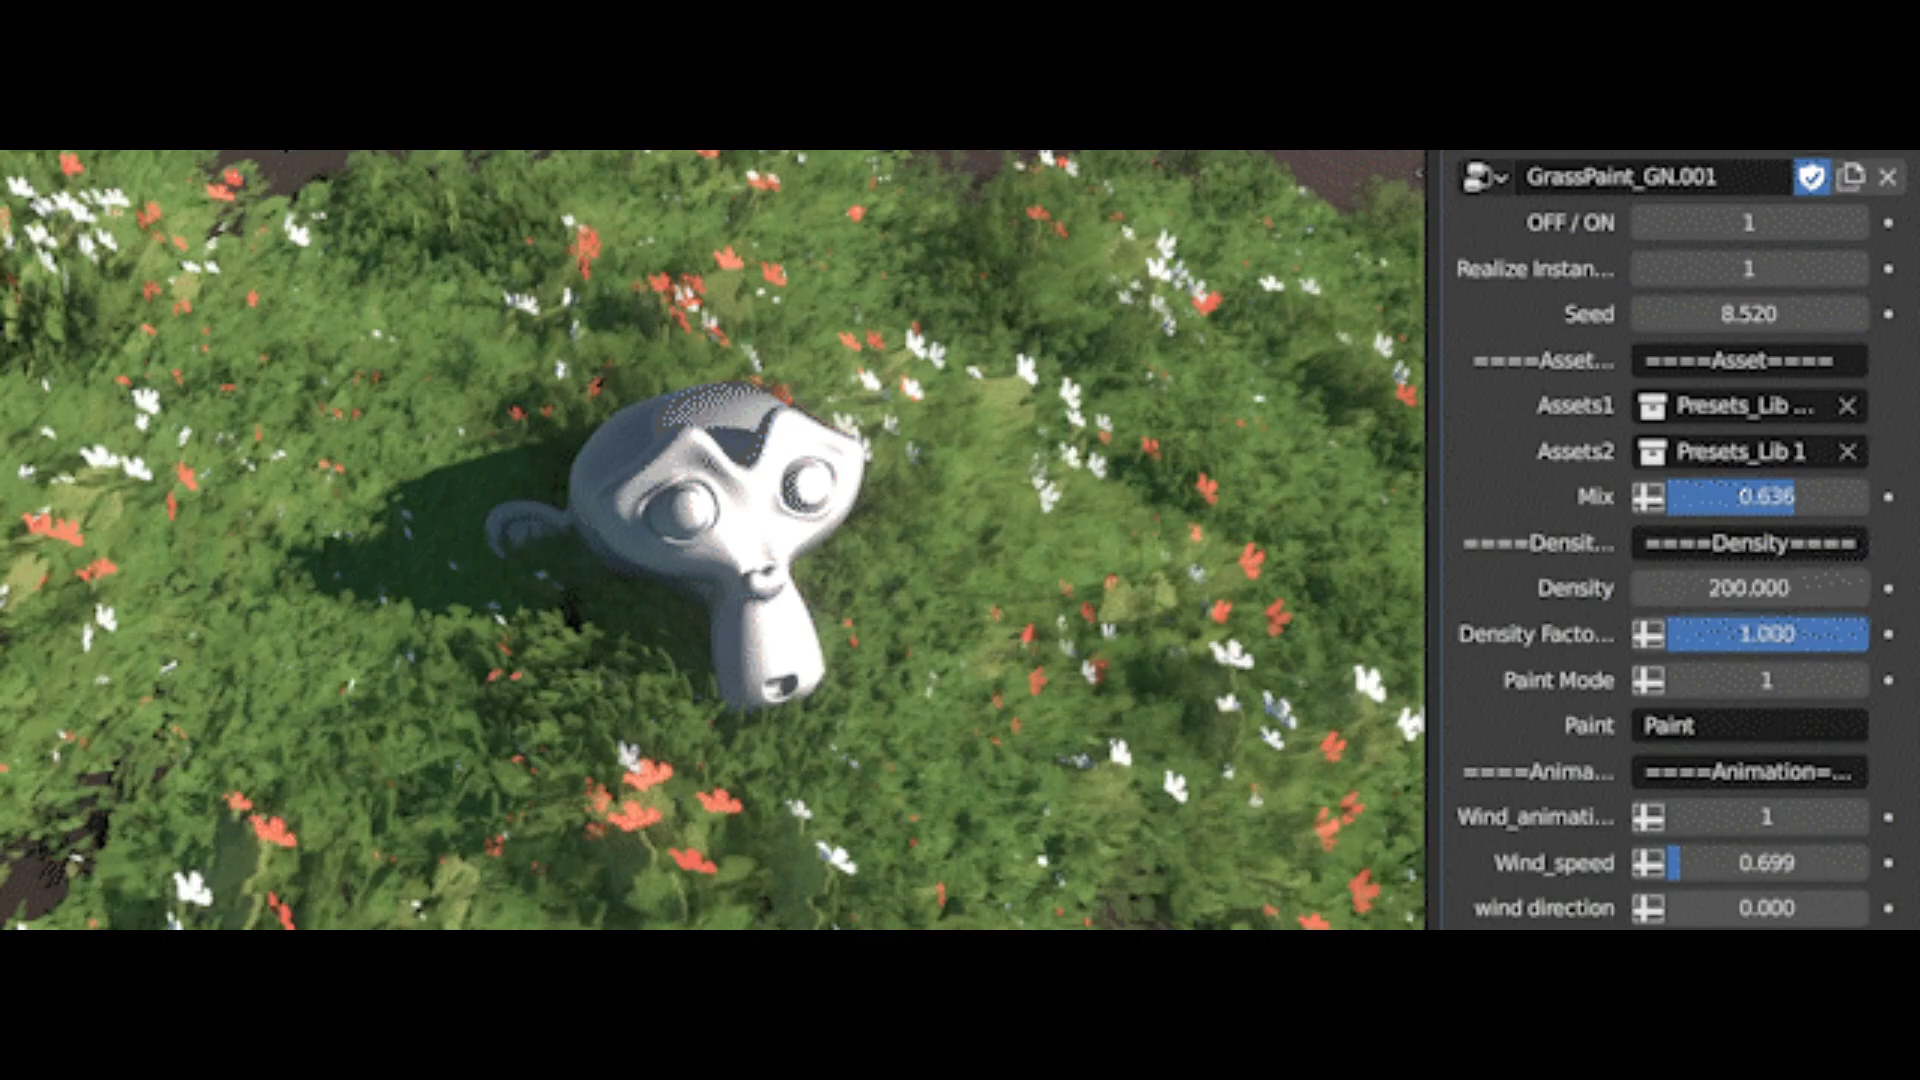 GrassPaint_GN.001
OFF / ON 1
Realize Instan... 1
Seed 8.520
====Asset... ====Asset====
Assets1 Presets_Lib ...
Assets2 Presets_Lib 1
Mix 0.636
====Densit... ====Density====
Density 200.000
Density Facto... 1.000
Paint Mode 1
Paint Paint
====Anima... ====Animation=...
Wind_animati... 1
Wind_speed 0.699
wind direction 0.000